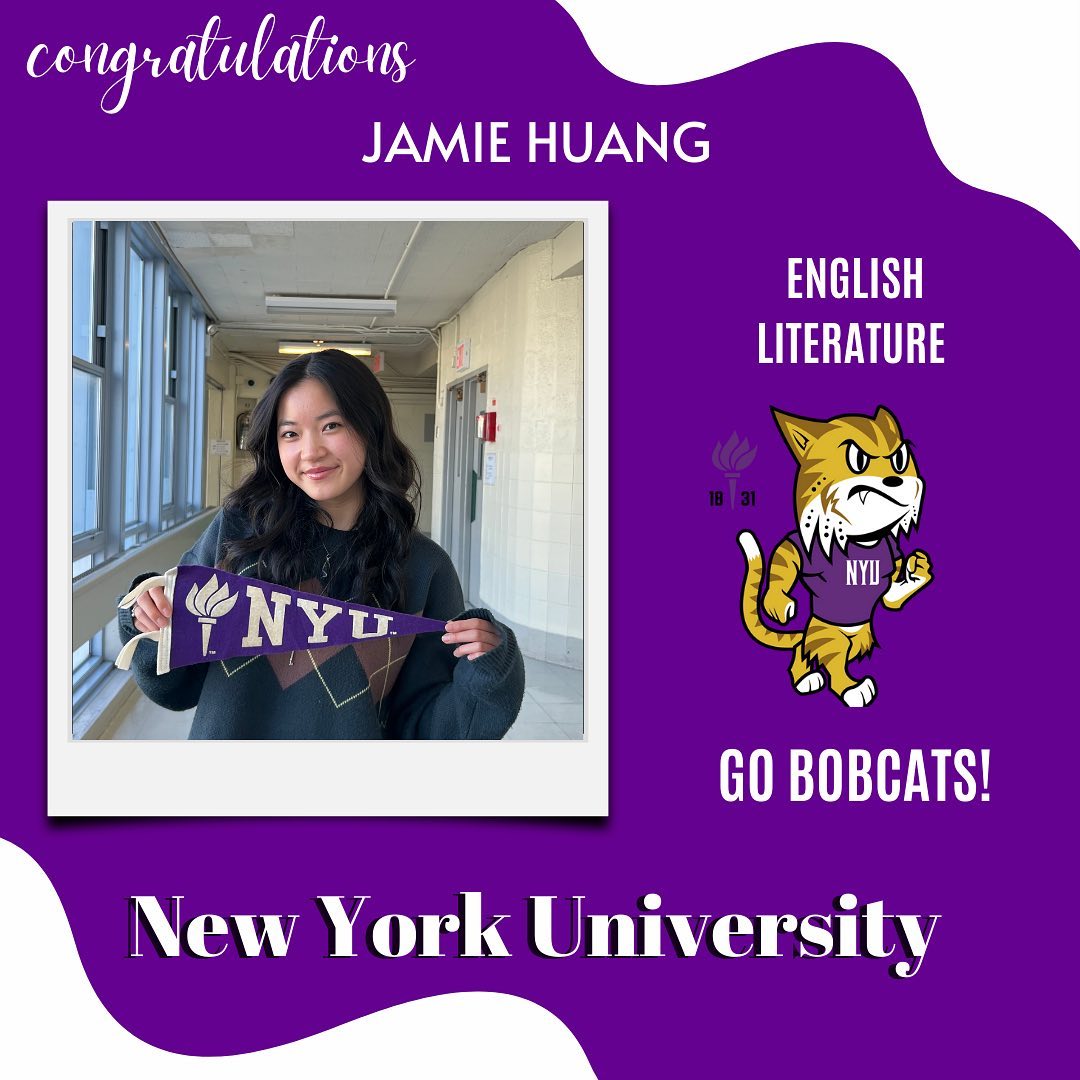 congratulations
JAMIE HUANG
ENGLISH
LITERATURE
18 31
NYU
NYU
GO BOBCATS!
New York University